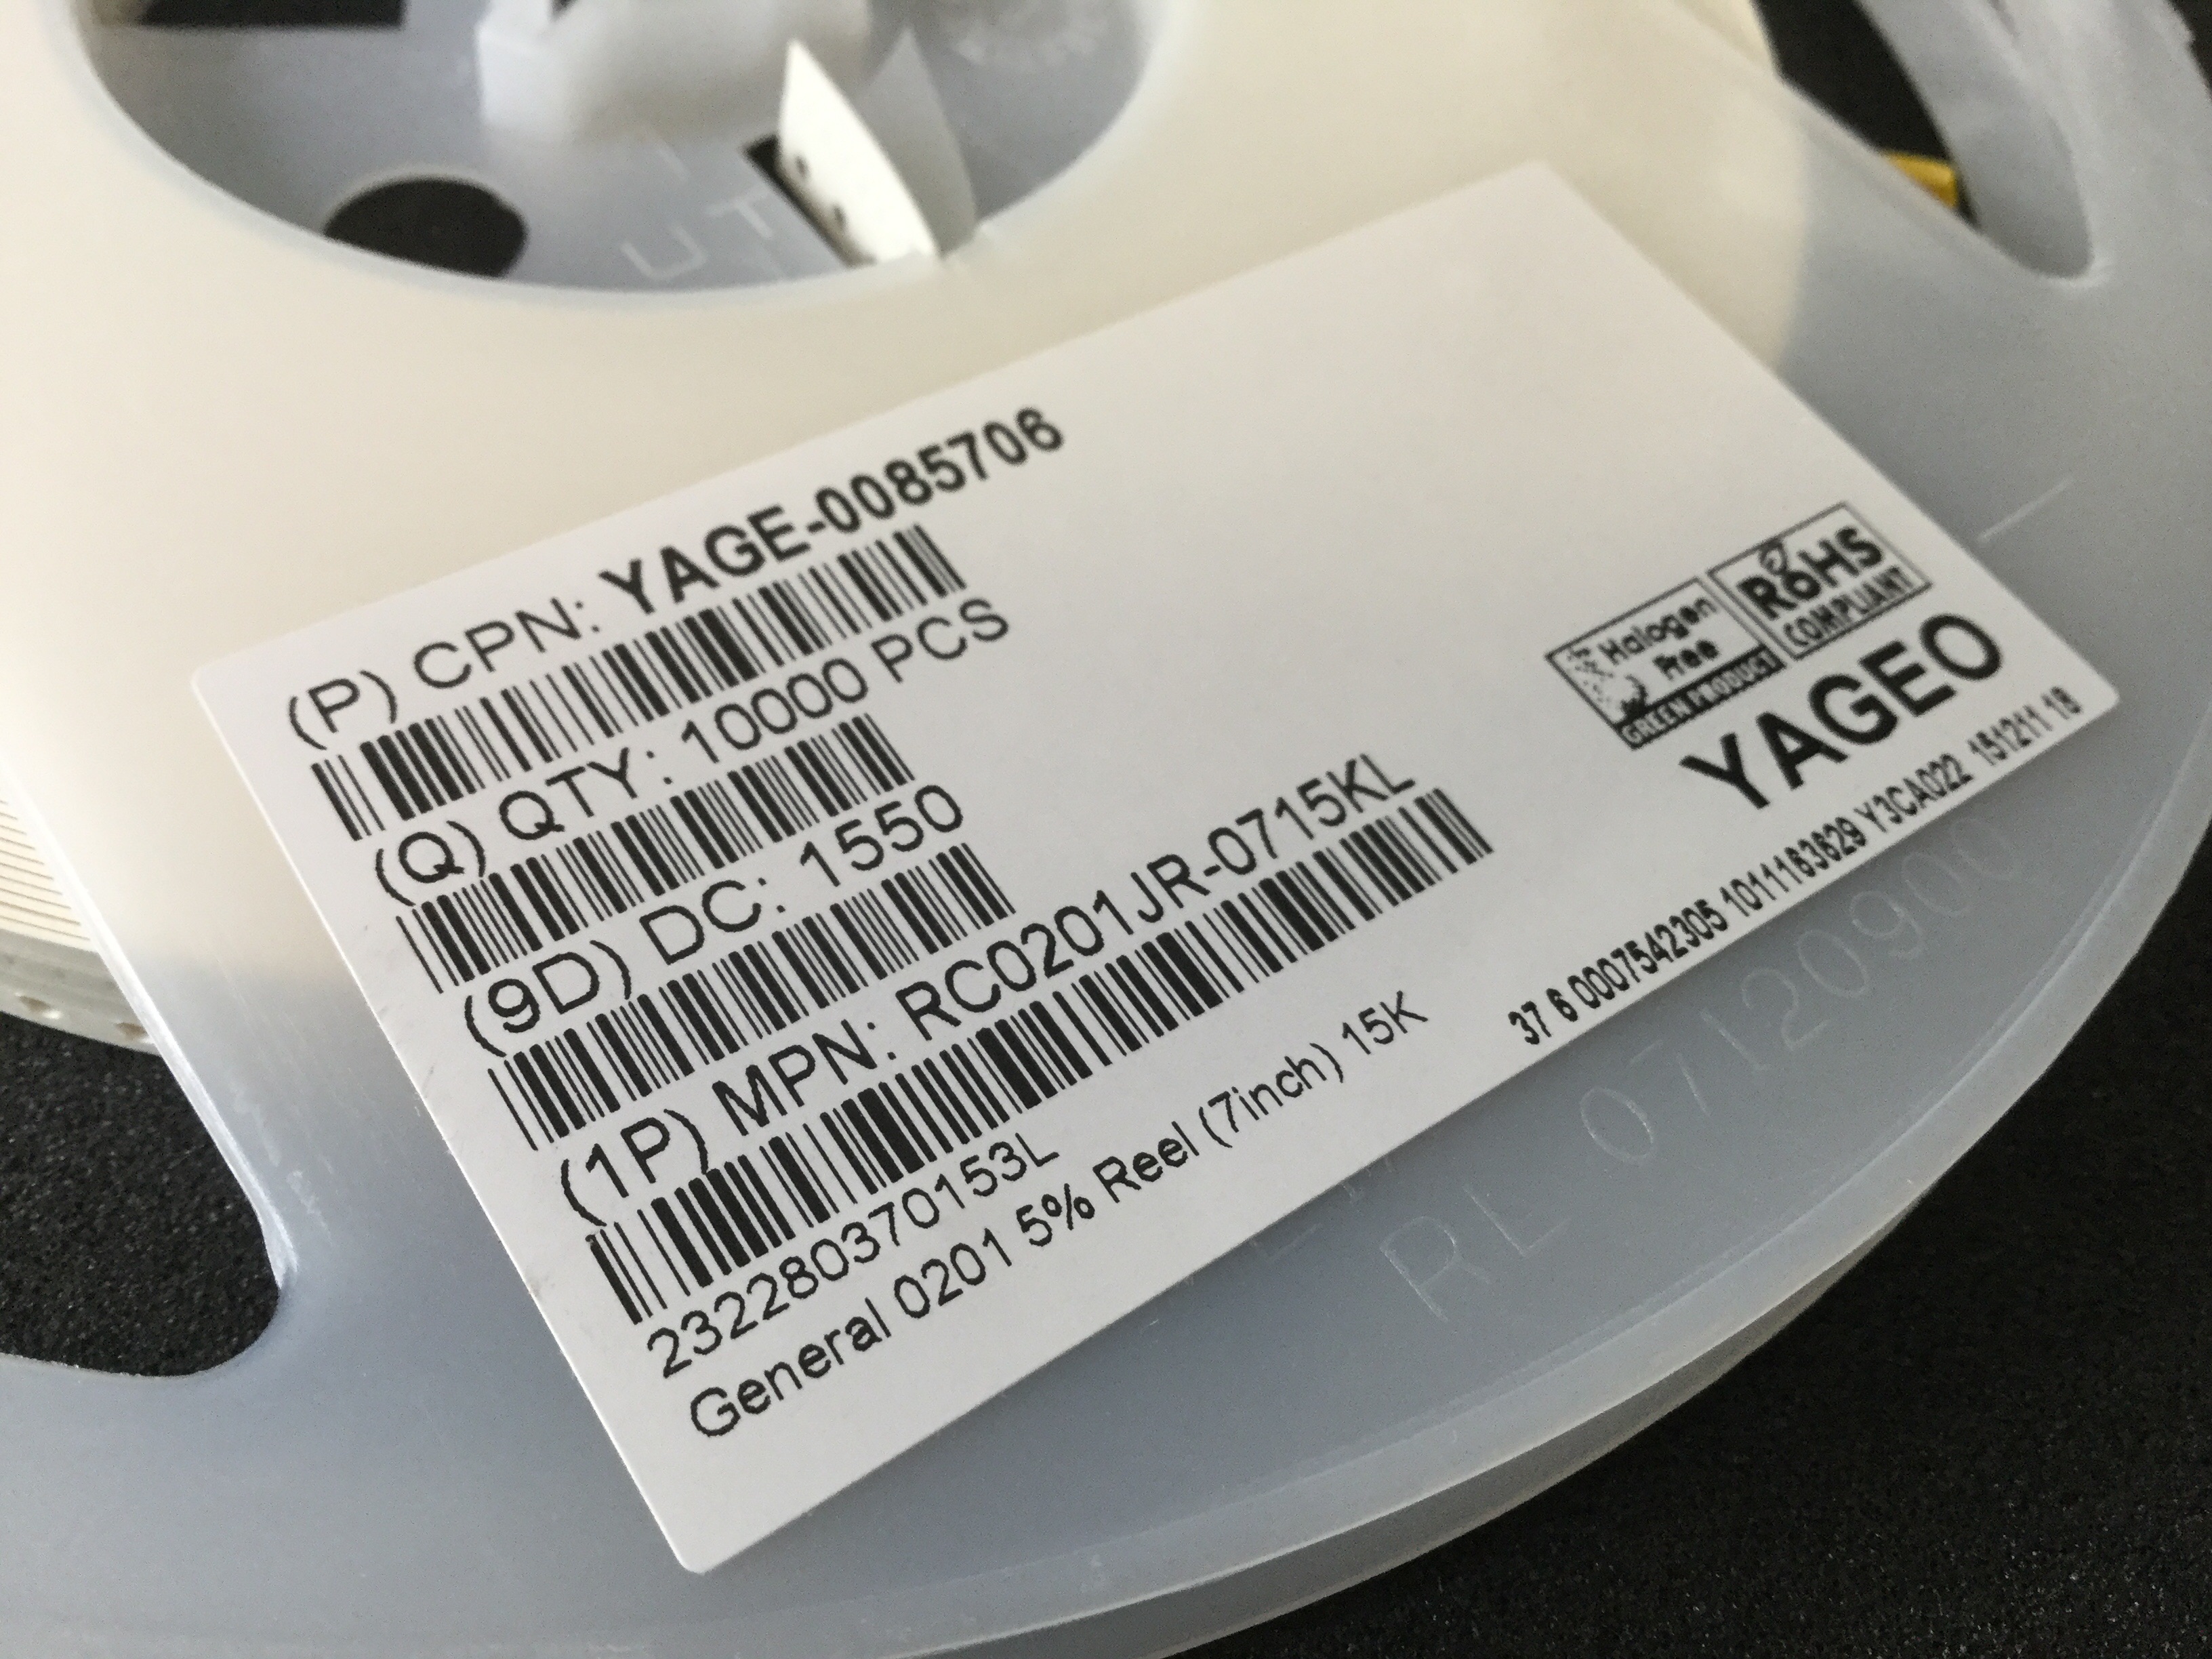 (P) CPN: YAGE-0085706
(Q) QTY: 10000 PCS
(9D) DC: 1550
(1P) MPN: RC0201JR-0715KL
232280370153L
General 0201 5% Reel (7inch) 15K
Halogen
Free
GREEN PRODUCT
RoHS
COMPLIANT
YAGEO
37 6 0007542305 1011163629 Y3CA022 151211 18
RL 07120900